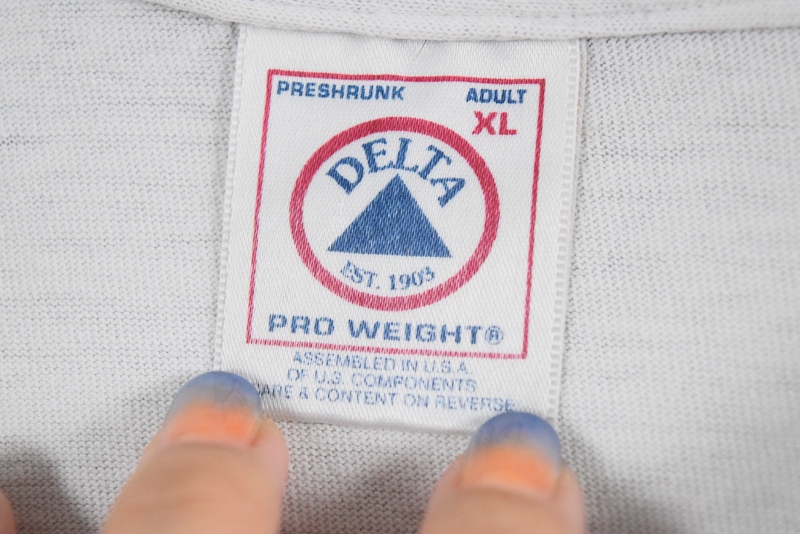 PRESHRUNK ADULT
XL
DELTA
EST. 1903
PRO WEIGHT®
ASSEMBLED IN U.S.A.
OF U.S. COMPONENTS
CARE & CONTENT ON REVERSE